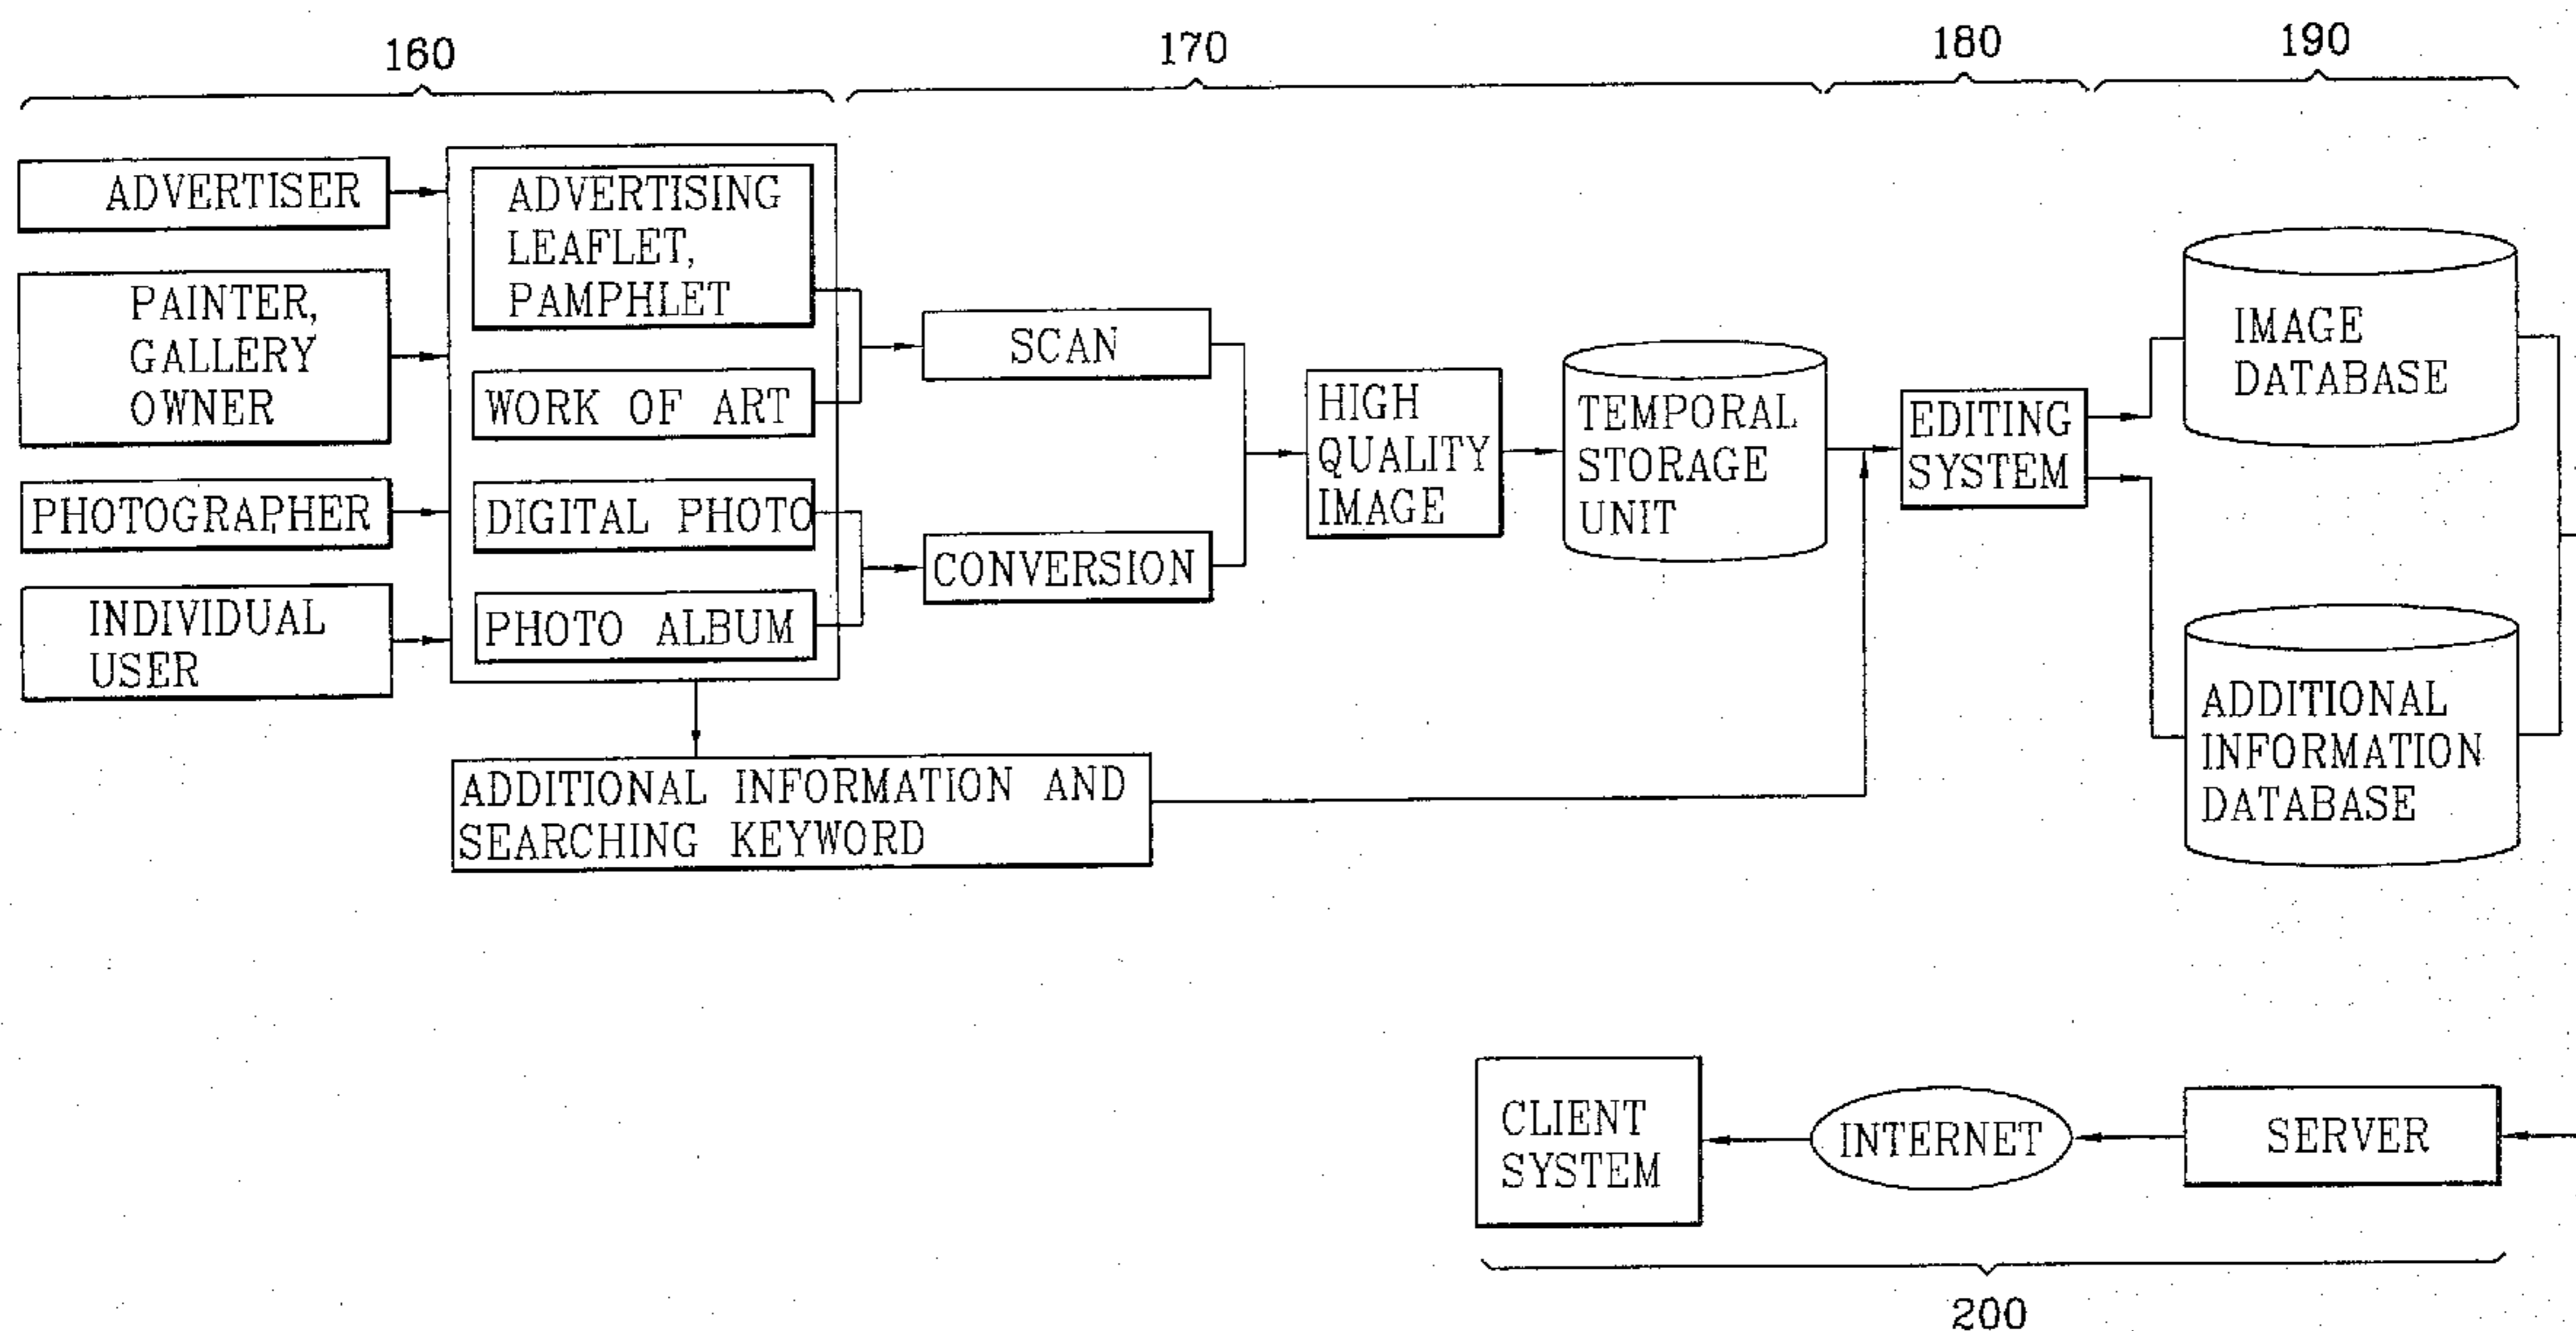 160
170
180
190
ADVERTISER
PAINTER,
GALLERY
OWNER
PHOTOGRAPHER
INDIVIDUAL
USER
ADVERTISING
LEAFLET,
PAMPHLET
WORK OF ART
DIGITAL PHOTO
PHOTO ALBUM
SCAN
CONVERSION
HIGH
QUALITY
IMAGE
TEMPORAL
STORAGE
UNIT
EDITING
SYSTEM
IMAGE
DATABASE
ADDITIONAL
INFORMATION
DATABASE
ADDITIONAL INFORMATION AND
SEARCHING KEYWORD
CLIENT
SYSTEM
INTERNET
SERVER
200